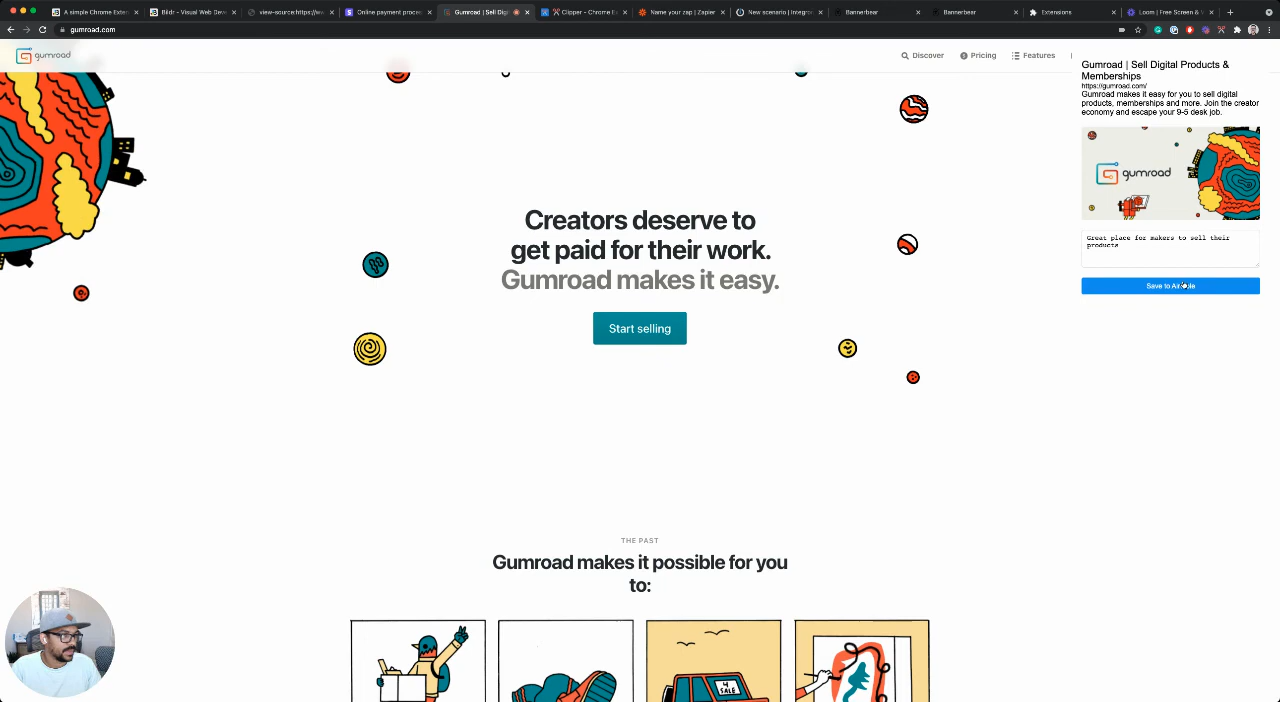 A simple Chrome Exten
Bildr - Visual Web Dev
view-source:https://ww
Online payment proces
Gumroad | Sell Dig
Clipper - Chrome Ex
Name your zap | Zapier
New scenario | Integro
Bannerbear
Bannerbear
Extensions
Loom | Free Screen & V
gumroad.com
gumroad
Discover
Pricing
Features
Gumroad | Sell Digital Products &
Memberships
https://gumroad.com/
Gumroad makes it easy for you to sell digital
products, memberships and more. Join the creator
economy and escape your 9-5 desk job.
gumroad
Great place for makers to sell their
products
Save to
Creators deserve to
get paid for their work.
Gumroad makes it easy.
Start selling
THE PAST
Gumroad makes it possible for you
to:
4
SALE